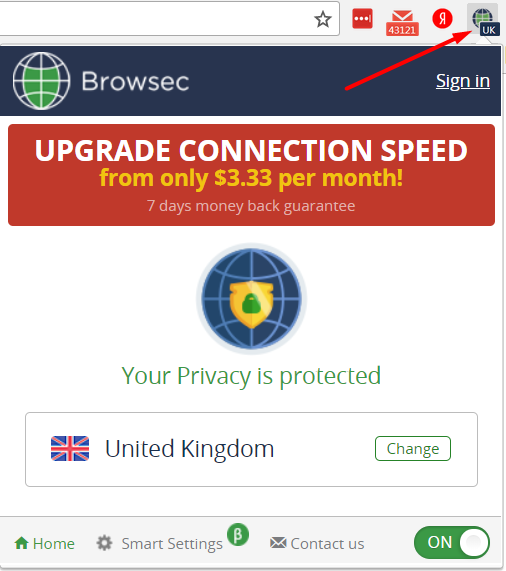 43121
Я
UK
Browsec
Sign in
UPGRADE CONNECTION SPEED
from only $3.33 per month!
7 days money back guarantee
Your Privacy is protected
United Kingdom
Change
Home
Smart Settings β
Contact us
ON